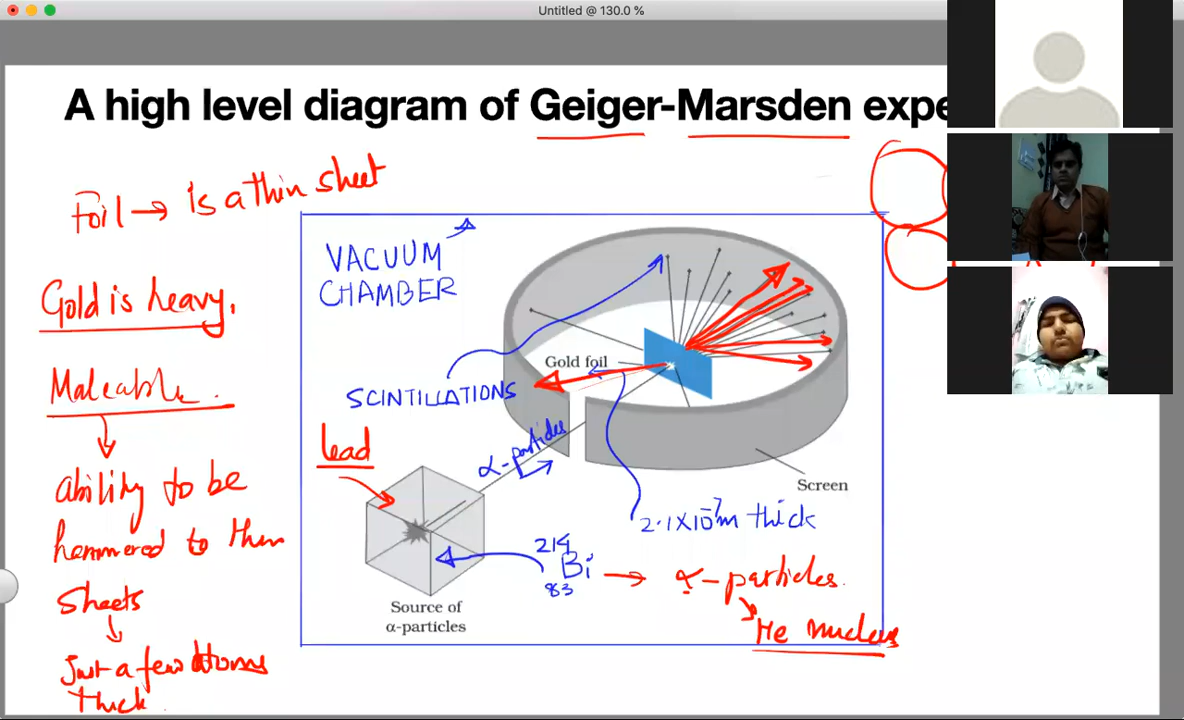 Untitled @ 130.0 %
A high level diagram of Geiger-Marsden expe
Foil → is a thin sheet
Gold is heavy,
Maleable.
ability to be
hammered to thin
sheets
Just a few atoms
thick.
VACUUM
CHAMBER
SCINTILLATIONS
Gold foil
lead
α-particles
Screen
2.1X10⁻⁷m thick
Source of
α-particles
214
Bi → α-particles.
83
He nucleus